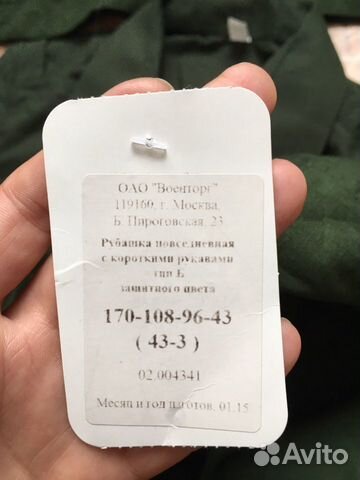 ОАО "Военторг"
119160, г. Москва,
Б. Пироговская, 23
Рубашка повседневная
с короткими рукавами
тип Б
защитного цвета
170-108-96-43
( 43-3 )
02.004341
Месяц и год изготов. 01.15
Avito